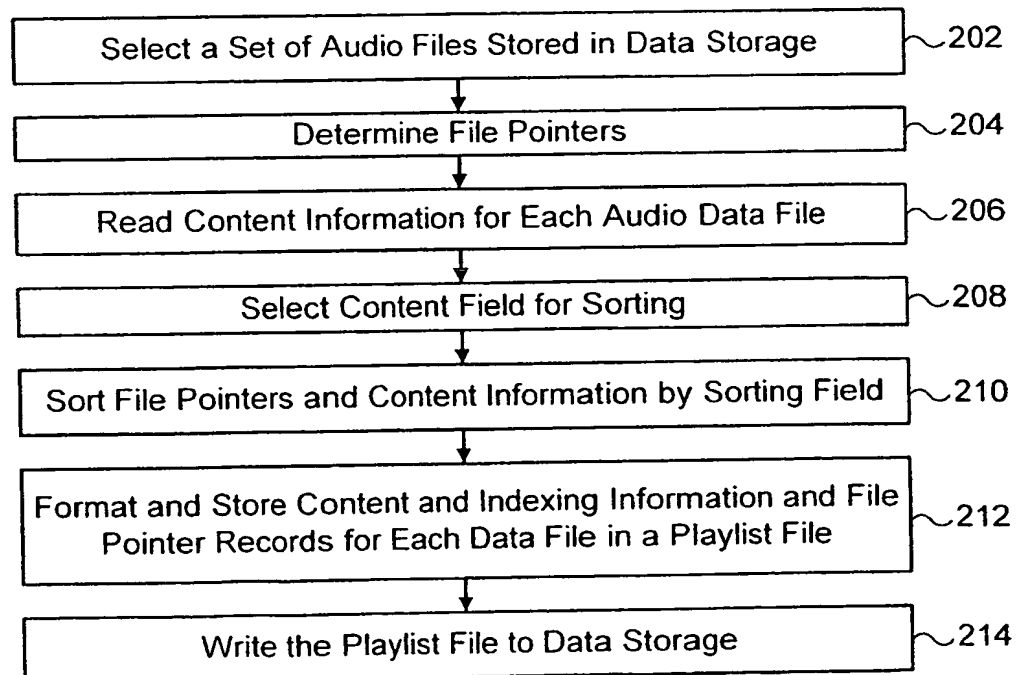 Select a Set of Audio Files Stored in Data Storage 202
Determine File Pointers 204
Read Content Information for Each Audio Data File 206
Select Content Field for Sorting 208
Sort File Pointers and Content Information by Sorting Field 210
Format and Store Content and Indexing Information and File
Pointer Records for Each Data File in a Playlist File 212
Write the Playlist File to Data Storage 214